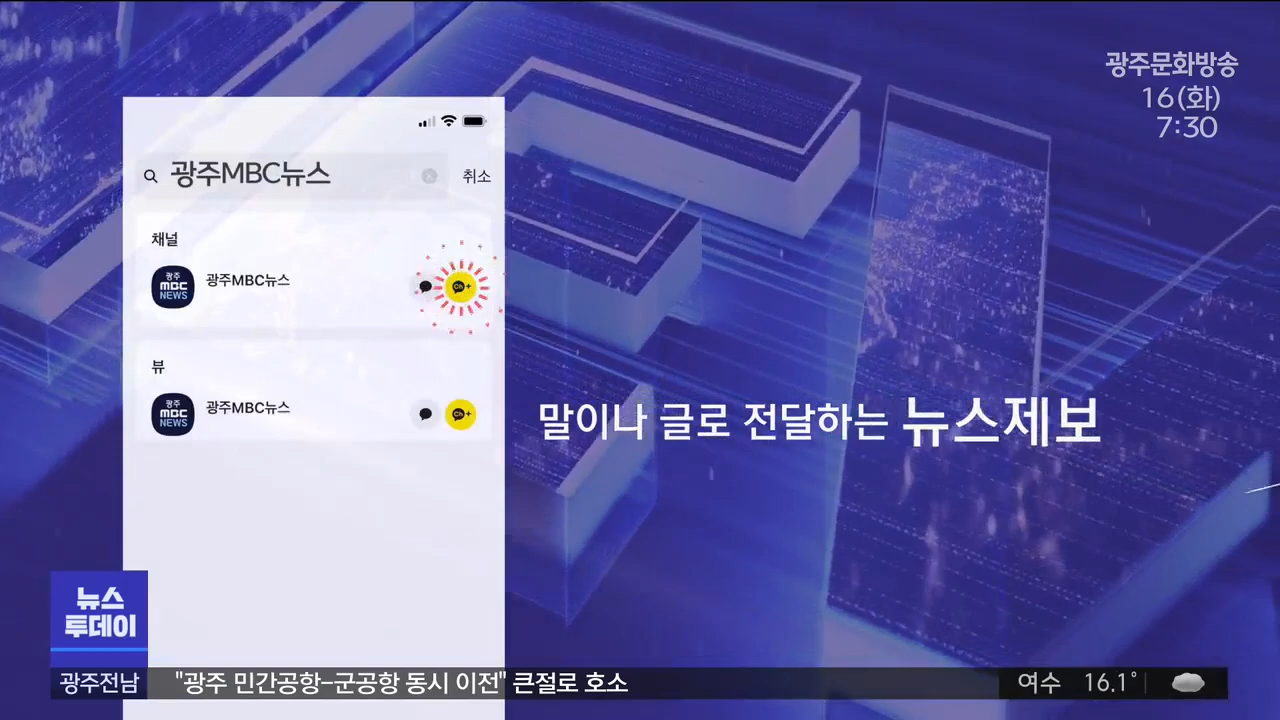 광주문화방송
16(화)
7:30
광주MBC뉴스
취소
채널
광주
mbc
NEWS
광주MBC뉴스
Ch+
뷰
광주
mbc
NEWS
광주MBC뉴스
Ch+
말이나 글로 전달하는 뉴스제보
뉴스
투데이
광주전남 "광주 민간공항-군공항 동시 이전" 큰절로 호소
여수 16.1°